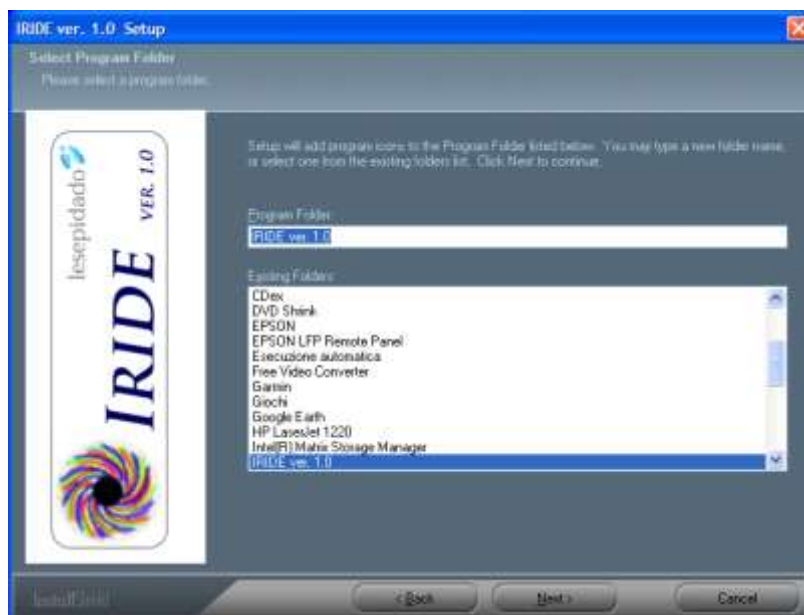 IRIDE ver. 1.0 Setup
Select Program Folder
Please select a program folder.
Setup will add program icons to the Program Folder listed below. You may type a new folder name,
or select one from the existing folders list. Click Next to continue.
Program Folder:
IRIDE ver. 1.0
Existing Folders:
CDex
DVD Shrink
EPSON
EPSON LFP Remote Panel
Esecuzione automatica
Free Video Converter
Garmin
Giochi
Google Earth
HP LaserJet 1220
Intel(R) Matrix Storage Manager
IRIDE ver. 1.0
lesepidado
IRIDE VER. 1.0
InstallShield
< Back
Next >
Cancel